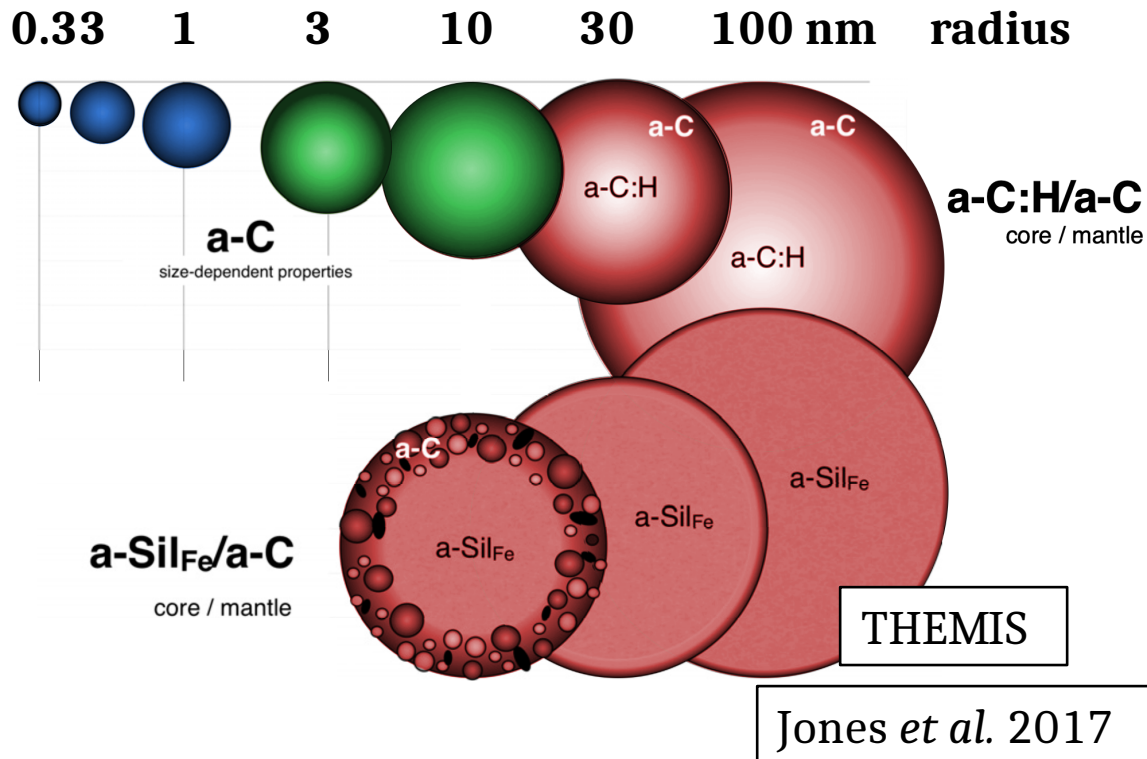 0.33 1 3 10 30 100 nm radius
a-C a-C
a-C:H
a-C:H/a-C
core / mantle
a-C
size-dependent properties
a-C:H
a-C
a-SilFe
a-SilFe
a-SilFe/a-C
a-SilFe
core / mantle
THEMIS
Jones et al. 2017